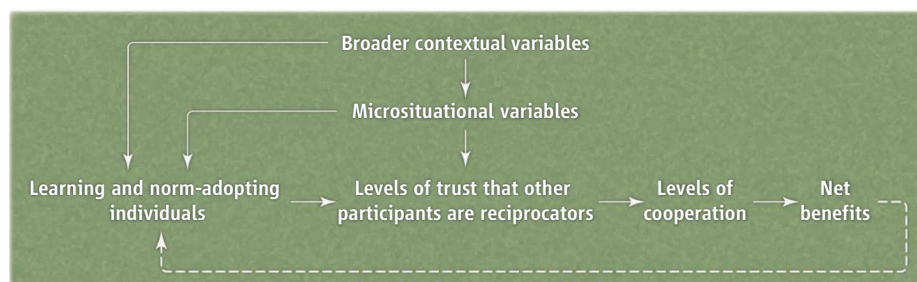 Broader contextual variables
Microsituational variables
Learning and norm-adopting
individuals
Levels of trust that other
participants are reciprocators
Levels of
cooperation
Net
benefits